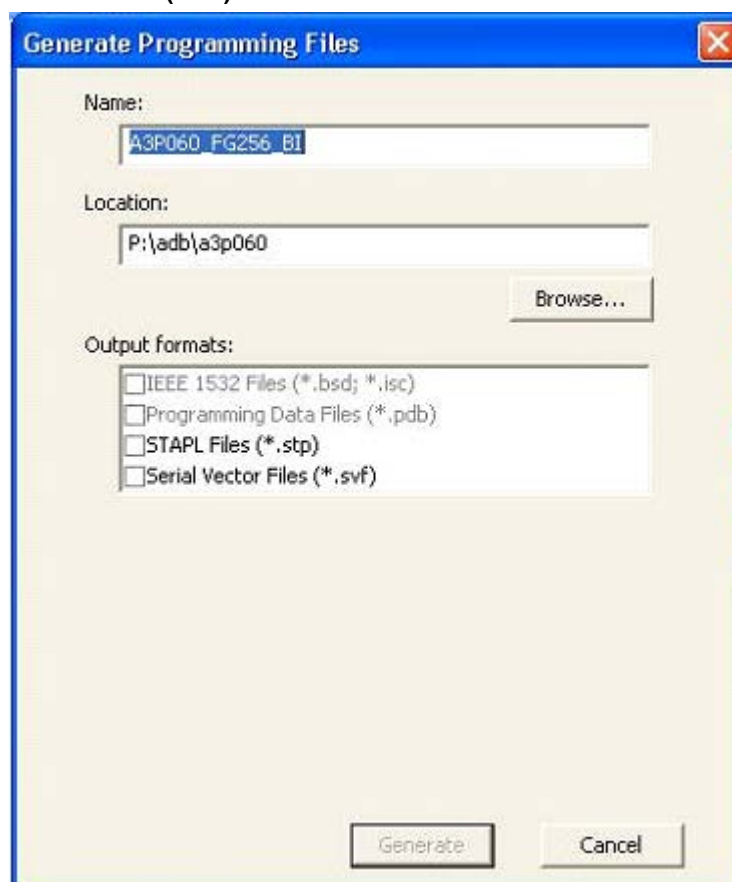 Generate Programming Files
Name:
A3P060_FG256_BI
Location:
P:\adb\a3p060
Browse...
Output formats:
IEEE 1532 Files (*.bsd; *.isc)
Programming Data Files (*.pdb)
STAPL Files (*.stp)
Serial Vector Files (*.svf)
Generate
Cancel